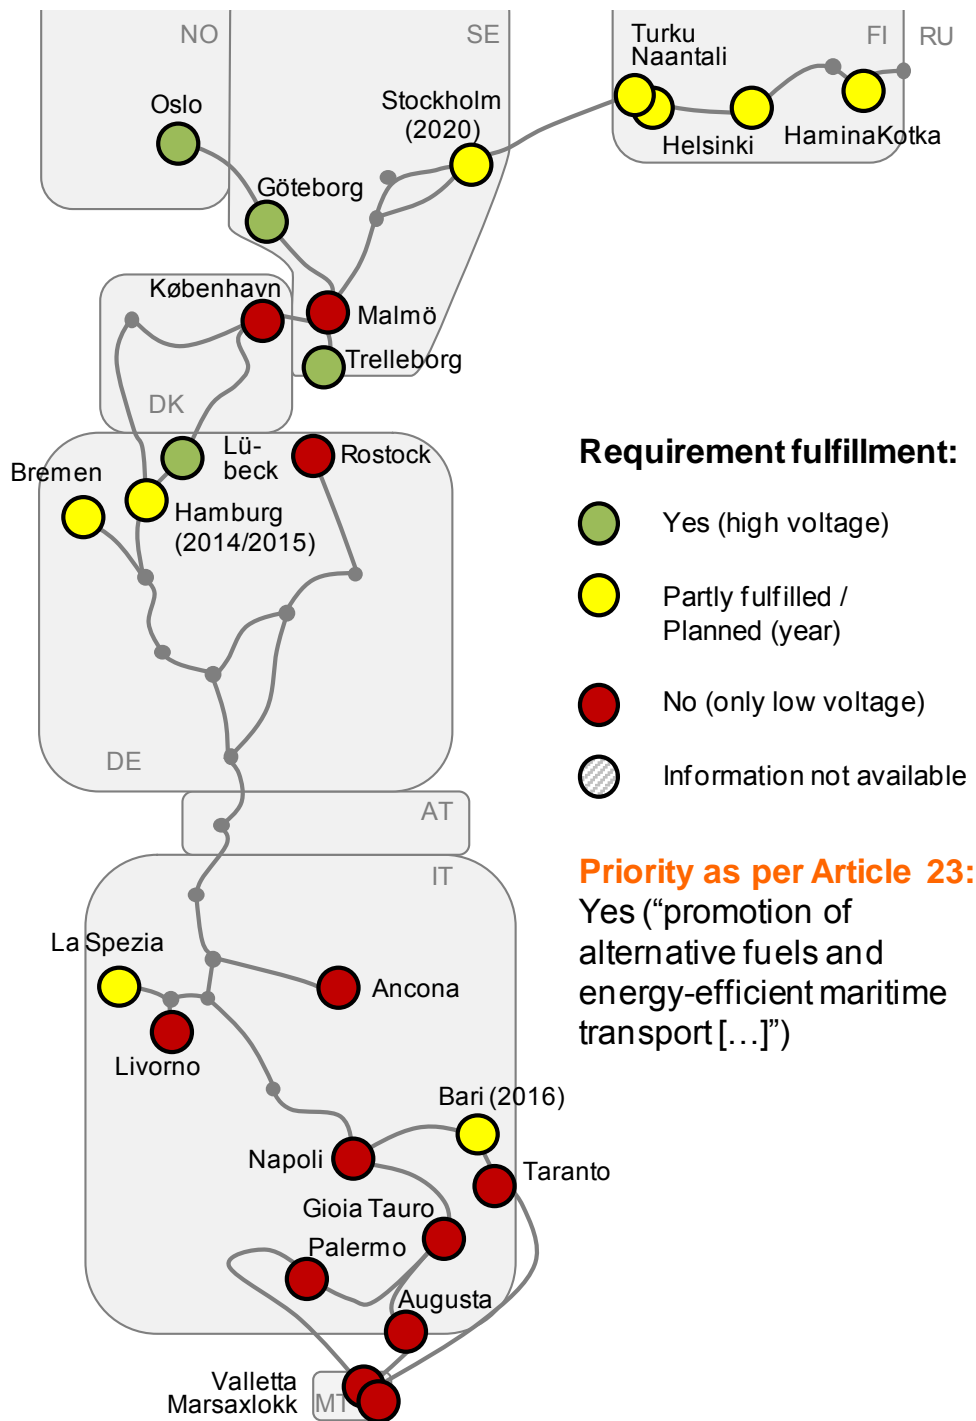 NO
SE
FI
RU
Turku
Naantali
Oslo
Stockholm
(2020)
Helsinki
HaminaKotka
Göteborg
København
Malmö
Trelleborg
DK
Bremen
Lü-
beck
Rostock
Hamburg
(2014/2015)
DE
AT
IT
La Spezia
Ancona
Livorno
Bari (2016)
Napoli
Taranto
Gioia Tauro
Palermo
Augusta
Valletta
Marsaxlokk
MT
Requirement fulfillment:
Yes (high voltage)
Partly fulfilled /
Planned (year)
No (only low voltage)
Information not available
Priority as per Article 23:
Yes (“promotion of
alternative fuels and
energy-efficient maritime
transport […]”)